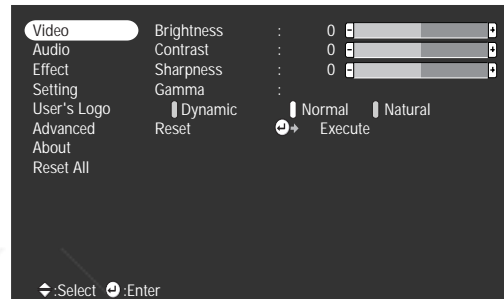 Video Brightness : 0 - +
Audio Contrast : 0 - +
Effect Sharpness : 0 - +
Setting Gamma :
User's Logo Dynamic Normal Natural
Advanced Reset Execute
About
Reset All
:Select :Enter